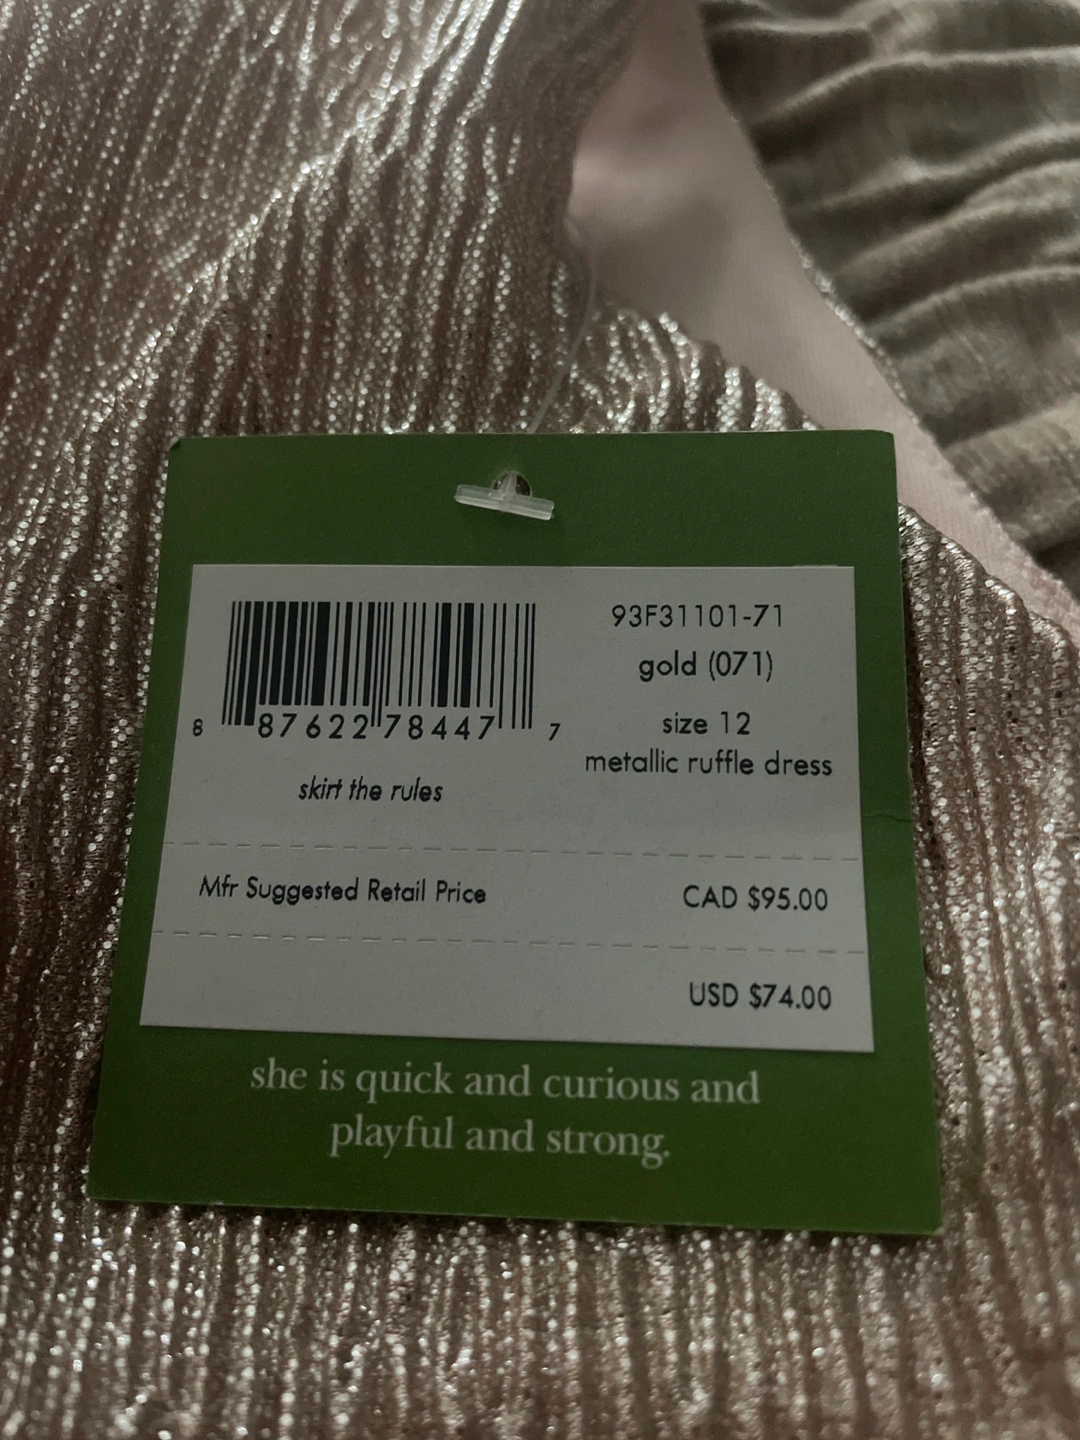 93F31101-71
gold (071)
8 87622 78447 7
size 12
metallic ruffle dress
skirt the rules
Mfr Suggested Retail Price CAD $95.00
USD $74.00
she is quick and curious and
playful and strong.